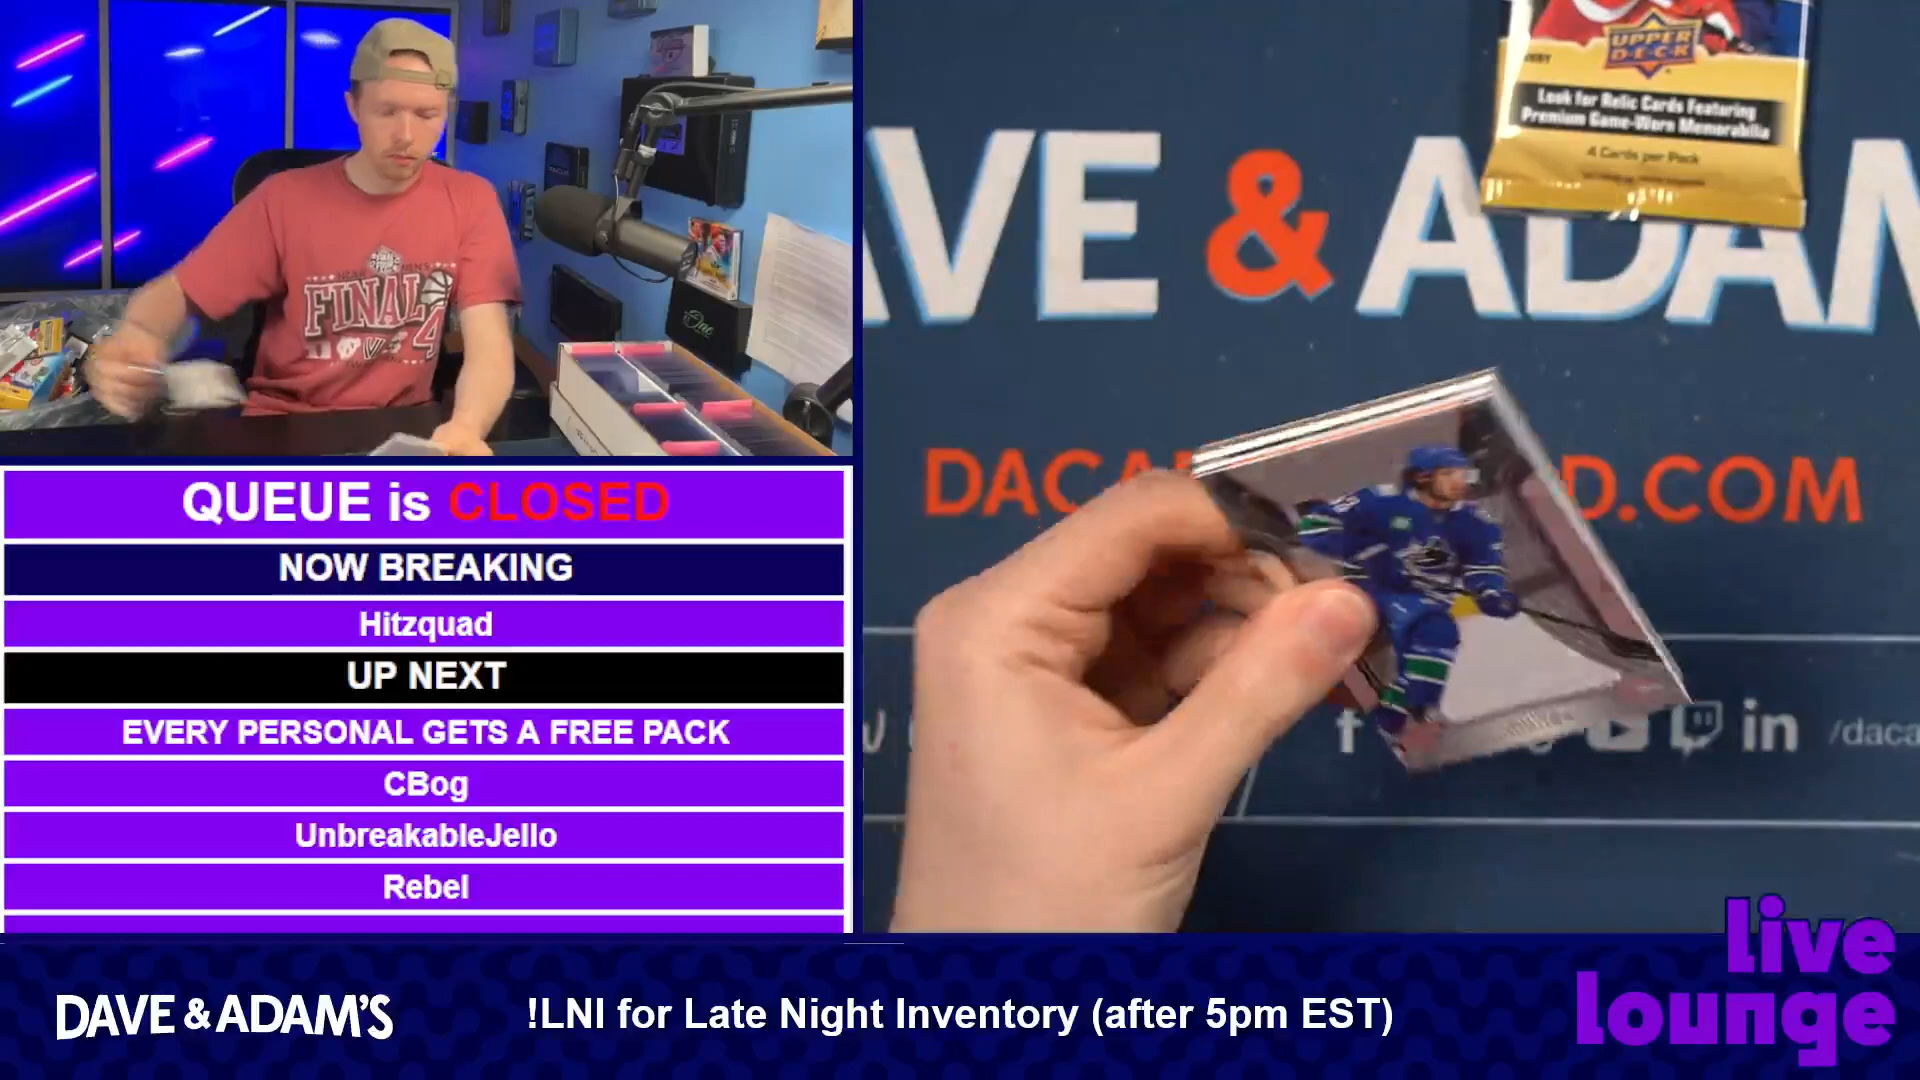 FINAL
4
QUEUE is CLOSED
NOW BREAKING
Hitzquad
UP NEXT
EVERY PERSONAL GETS A FREE PACK
CBog
UnbreakableJello
Rebel
UPPER
DECK
Look for Relic Cards Featuring
Premium Game-Worn Memorabilia
4 Cards per Pack
VE & ADAM
DACA D.COM
f in /daca
DAVE & ADAM'S
!LNI for Late Night Inventory (after 5pm EST)
live
lounge